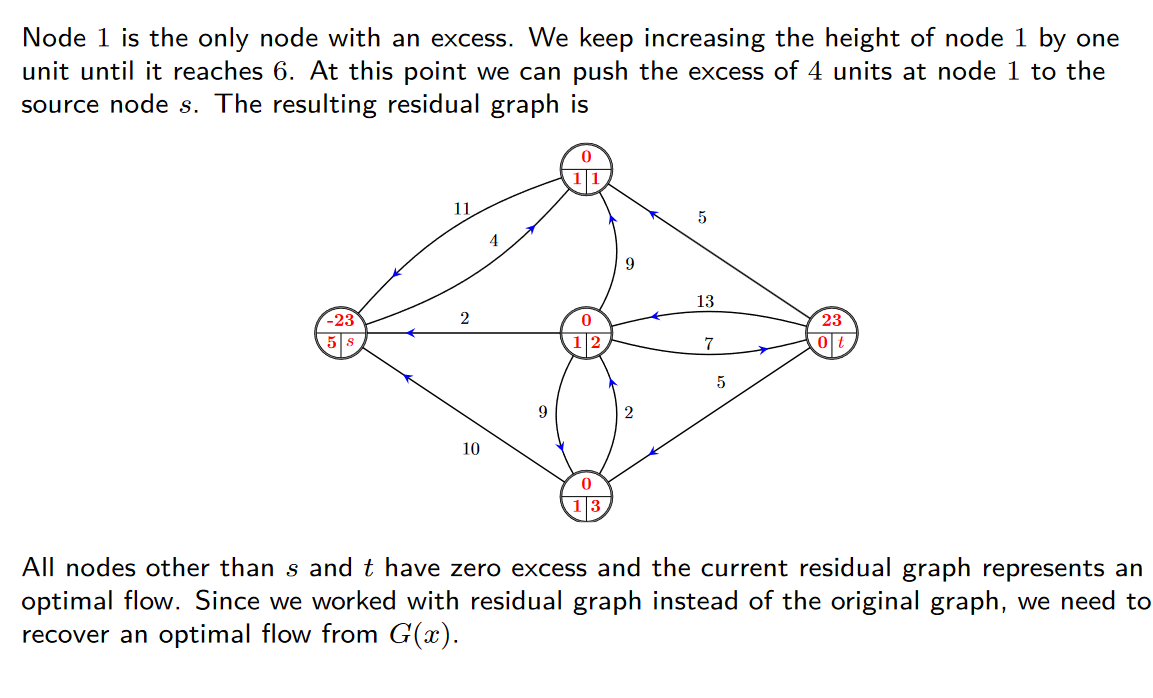 Node 1 is the only node with an excess. We keep increasing the height of node 1 by one
unit until it reaches 6. At this point we can push the excess of 4 units at node 1 to the
source node s. The resulting residual graph is
0
1 1
11
5
4
9
13
-23
5 s
2
0
1 2
23
0 t
7
5
9
2
10
0
1 3
All nodes other than s and t have zero excess and the current residual graph represents an
optimal flow. Since we worked with residual graph instead of the original graph, we need to
recover an optimal flow from G(x).